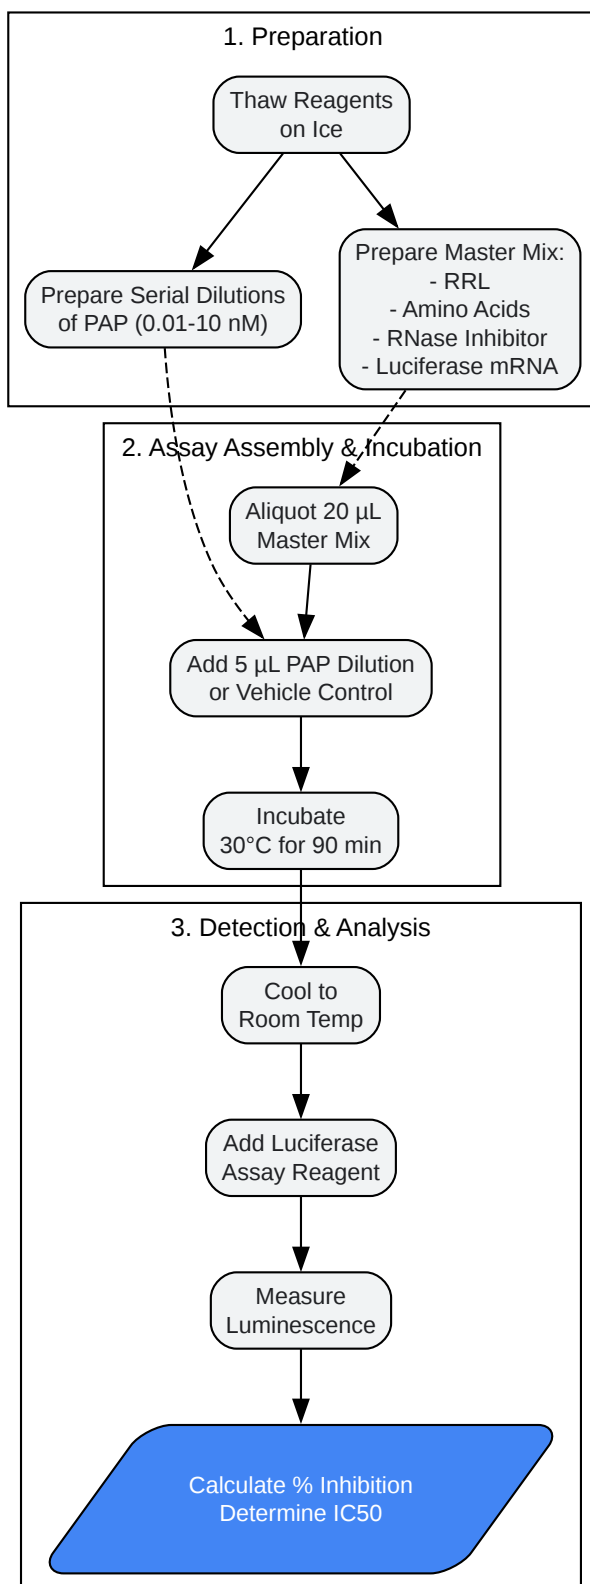 1. Preparation
Thaw Reagents
on Ice
Prepare Serial Dilutions
of PAP (0.01-10 nM)
Prepare Master Mix:
- RRL
- Amino Acids
- RNase Inhibitor
- Luciferase mRNA
2. Assay Assembly & Incubation
Aliquot 20 µL
Master Mix
Add 5 µL PAP Dilution
or Vehicle Control
Incubate
30°C for 90 min
3. Detection & Analysis
Cool to
Room Temp
Add Luciferase
Assay Reagent
Measure
Luminescence
Calculate % Inhibition
Determine IC50